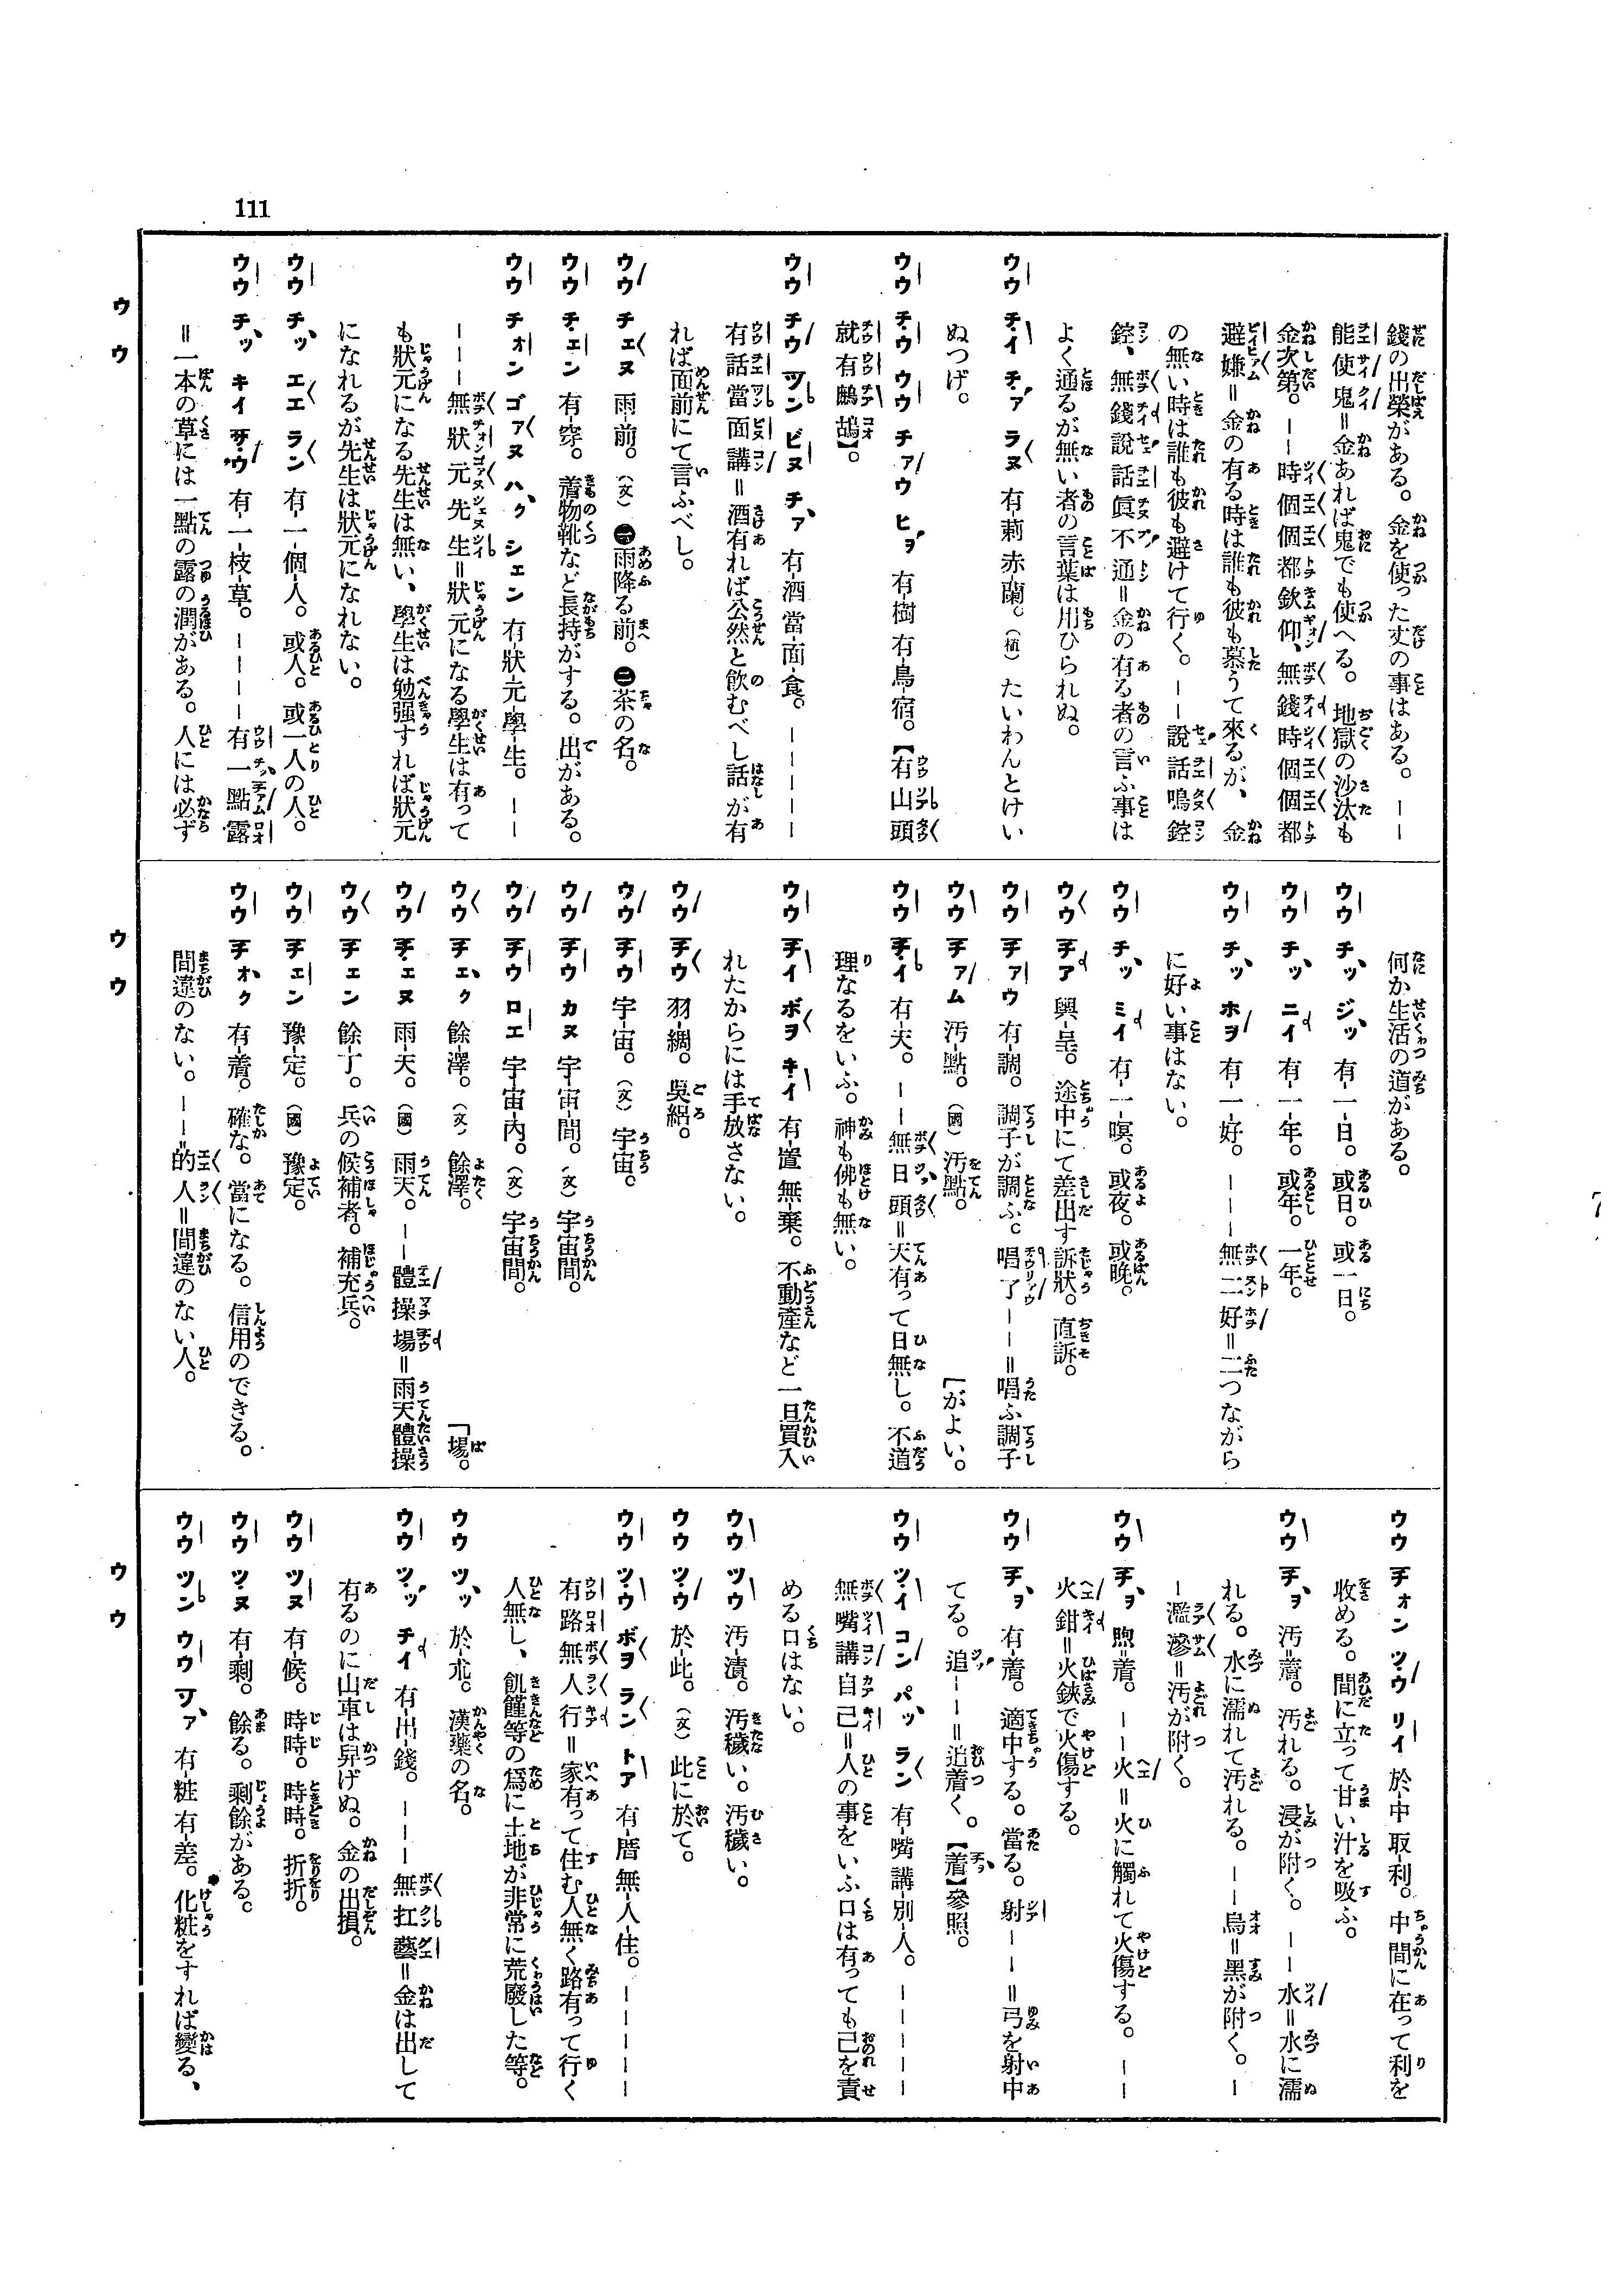 111
錢の出榮がある。金を使った丈の事はある。――
能使鬼＝金あれば鬼でも使へる。地獄の沙汰も
金次第。――時個個都欽仰、無錢時個個都
避嫌＝金の有る時は誰も彼も慕うて來るが、金
の無い時は誰も彼も避けて行く。――說話鳴鏗
鏗、無錢說話眞不通＝金の有る者の言ふ事は
よく通るが無い者の言葉は用ひられぬ。
ウウ チイ チァ ラヌ 有-莿 赤-蘭。（植）たいわんとけい
ぬつげ。
ウウ チウ ウウ チァウ ヒヲ 有-樹 有-鳥-宿。【有山頭
就有鷓鴣】。
ウウ チウ ツン ビヌ チァ 有-酒 當-面-食。―――――
有話當面講＝酒有れば公然と飮むべし話が有
れば面前にて言ふべし。
ウウ チェヌ 雨-前。（文）㊀雨降る前。㊁茶の名。
ウウ チェン 有-穿。着物靴など長持がする。出がある。
ウウ チォン ゴァヌ ハク シェン 有-狀-元-學-生。――
―――無狀元先生＝狀元になる學生は有って
も狀元になる先生は無い、學生は勉强すれば狀元
になれるが先生は狀元になれない。
ウウ チッ エエ ラン 有-一-個-人。或人。或一人の人。
ウウ チッ キイ ツァウ 有-一-枝-草。――――有一點露
＝一本の草には一點の露の潤がある。人には必ず
何か生活の道がある。
ウウ チッ ジッ 有-一-日。或日。或一日。
ウウ チッ ニイ 有-一-年。或年。一年。
ウウ チッ ホヲ 有-一-好。―――無二好＝二つながら
に好い事はない。
ウウ チッ ミイ 有-一-暝。或夜。或晩。
ウウ チァ 輿-呈。途中にて差出す訴狀。直訴。
ウウ チァウ 有-調。調子が調ふ。唱了――＝唱ふ調子
ウウ チァム 汚-點。（國）汚點。「がよい。
ウウ チイ 有-天。――無日頭＝天有って日無し。不道
理なるをいふ。神も佛も無い。
ウウ チイ ボヲ キイ 有-置 無-棄。不動產など一旦買入
れたからには手放さない。
ウウ チウ 羽-綢。吳絽。
ウウ チウ 宇-宙。（文）宇宙。
ウウ チウ カヌ 宇-宙-間。（文）宇宙間。
ウウ チウ ロエ 宇-宙-內。（文）宇宙間。
ウウ チェク 餘-澤。（文）餘澤。「場。
ウウ チェヌ 雨-天。（國）雨天。――體操場＝雨天體操
ウウ チェン 餘-丁。兵の候補者。補充兵。
ウウ チェン 豫-定。（國）豫定。
ウウ チォク 有-着。確な。當になる。信用のできる。
間違のない。――的人＝間違のない人。
ウウ チォン ツウ リイ 於-中 取-利。中間に在って利を
收める。間に立って甘い汁を吸ふ。
ウウ チヲ 汚-着。汚れる。浸が附く。――水＝水に濡
れる。水に濡れて汚れる。――烏＝黑が附く。―
―濫滲＝汚が附く。
ウウ チヲ 煦-着。――火＝火に觸れて火傷する。――
火鉗＝火鋏で火傷する。
ウウ チヲ 有-着。適中する。當る。射――＝弓を射中
てる。追――＝追着く。【着】參照。
ウウ ツイ コン パッ ラン 有-嘴 講-別-人。―――――
無嘴講自己＝人の事をいふ口は有っても己を責
める口はない。
ウウ ツウ 汚-漬。汚穢い。汚穢い。
ウウ ツウ 於-此。（文）此に於て。
ウウ ツウ ボヲ ラン トァ 有-厝 無-人-住。―――――
有路無人行＝家有って住む人無く路有って行く
人無し、飢饉等の爲に土地が非常に荒廢した等。
ウウ ツッ 於-朮。漢藥の名。
ウウ ツッ チイ 有-出-錢。―――無扛藝＝金は出して
有るのに山車は舁げぬ。金の出損。
ウウ ツヌ 有-候。時時。時時。折折。
ウウ ツヌ 有-剩。餘る。剩餘がある。
ウウ ツン ウウ ツァ 有-粧 有-差。化粧をすれば變る、
ウウ
ウウ
ウウ